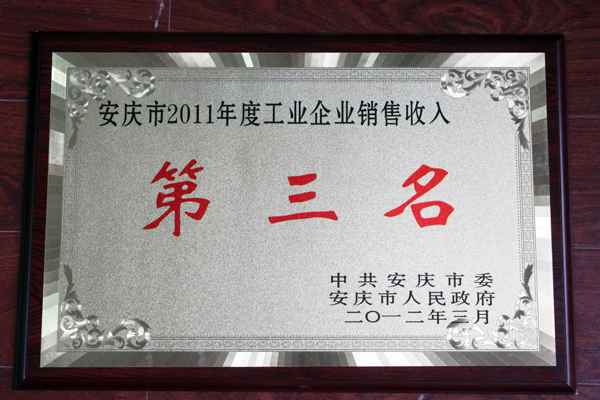 安庆市2011年度工业企业销售收入
第三名
中共安庆市委
安庆市人民政府
二〇一二年三月